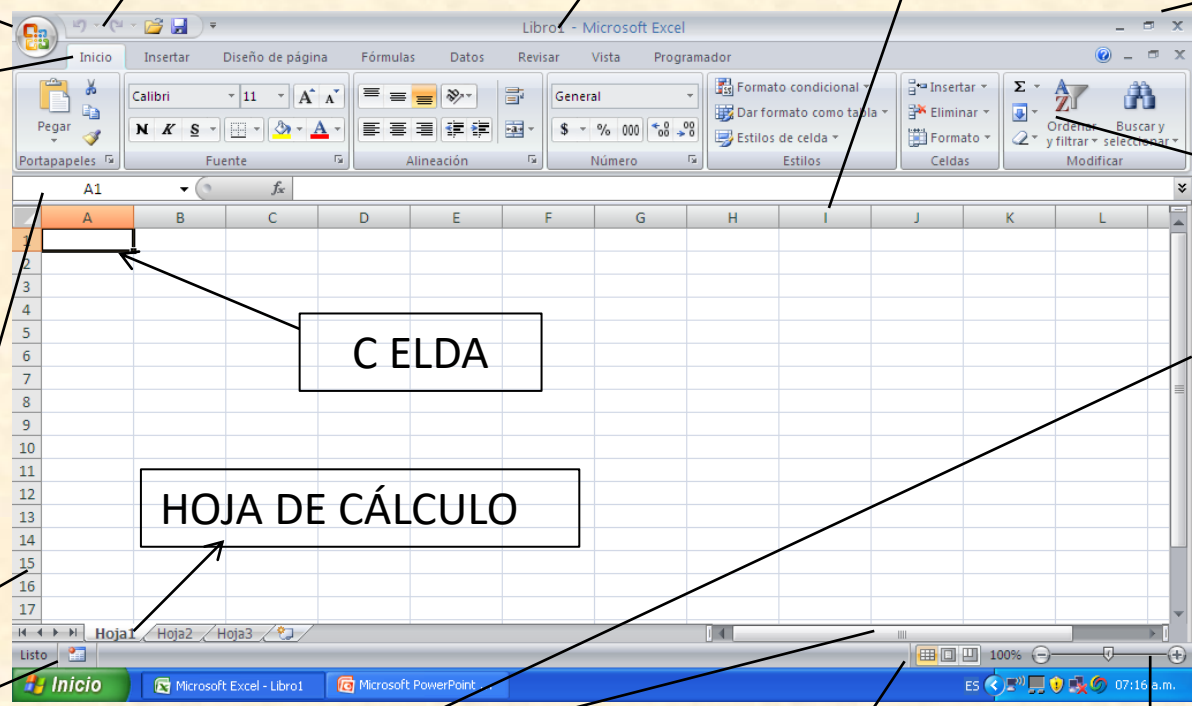 Libro1 - Microsoft Excel
Inicio Insertar Diseño de página Fórmulas Datos Revisar Vista Programador
Pegar
Calibri 11 A A
N K S A
General
$ % 000
Formato condicional
Dar formato como tabla
Estilos de celda
Insertar
Eliminar
Formato
Σ
Ordenar y filtrar
Buscar y seleccionar
Portapapeles Fuente Alineación Número Estilos Celdas Modificar
A1 fx
A B C D E F G H I J K L
1
2
3
4
5
6
7
8
9
10
11
12
13
14
15
16
17
C ELDA
HOJA DE CÁLCULO
Hoja1 Hoja2 Hoja3
Listo 100%
Inicio Microsoft Excel - Libro1 Microsoft PowerPoint ... ES 07:16 a.m.